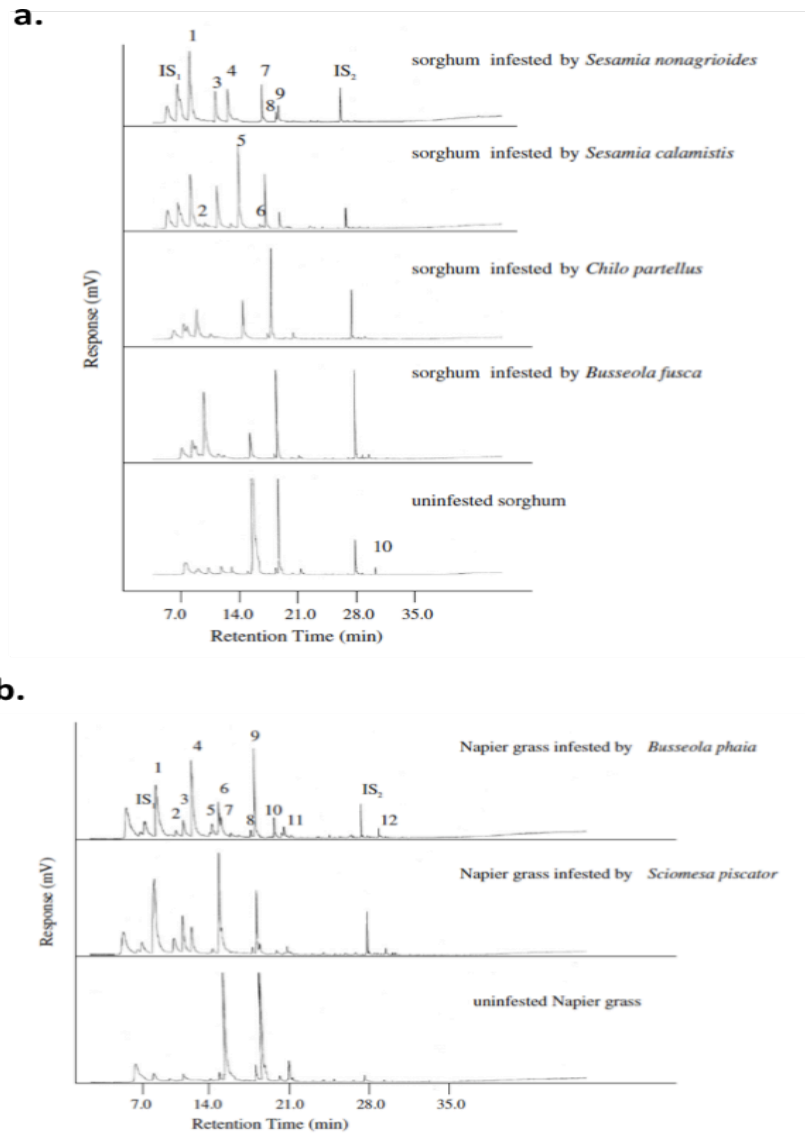 a.
1
IS1
3
4
7
8
9
IS2
sorghum infested by Sesamia nonagrioides
5
2
6
sorghum infested by Sesamia calamistis
sorghum infested by Chilo partellus
sorghum infested by Busseola fusca
uninfested sorghum
10
Response (mV)
7.0 14.0 21.0 28.0 35.0
Retention Time (min)
b.
1
IS
2
3
4
5
6
7
8
9
10
11
IS2
12
Napier grass infested by Busseola phaia
Napier grass infested by Sciomesa piscator
uninfested Napier grass
Response (mV)
7.0 14.0 21.0 28.0 35.0
Retention Time (min)